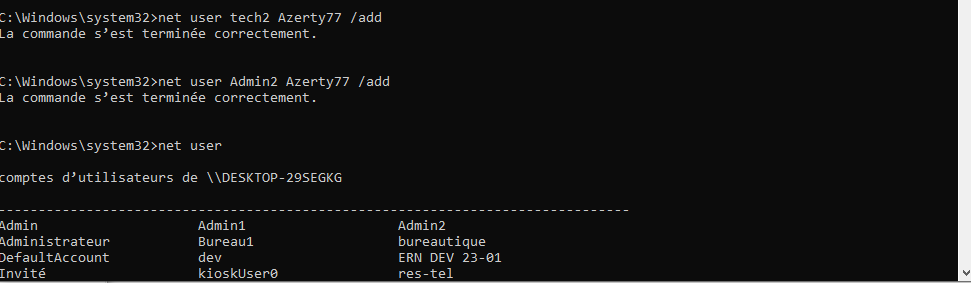 C:\Windows\system32>net user tech2 Azerty77 /add
La commande s’est terminée correctement.
C:\Windows\system32>net user Admin2 Azerty77 /add
La commande s’est terminée correctement.
C:\Windows\system32>net user
comptes d’utilisateurs de \\DESKTOP-29SEGKG
-------------------------------------------------------------------------------
Admin                    Admin1                   Admin2
Administrateur           Bureau1                  bureautique
DefaultAccount           dev                      ERN DEV 23-01
Invité                   kioskUser0               res-tel